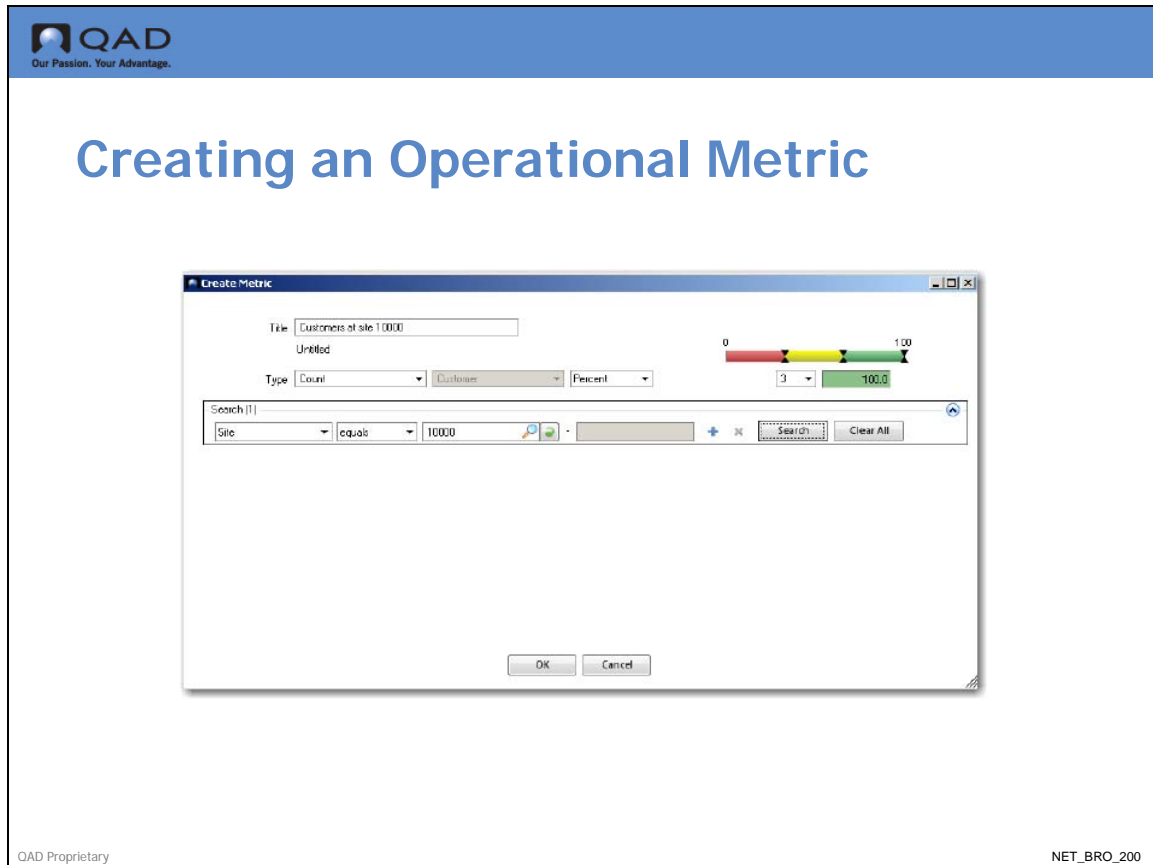 QAD
Our Passion. Your Advantage.
Creating an Operational Metric
Create Metric
Title Customers at site 10000
Untitled
0 100
Type Count Customer Percent 3 100.0
Search (1)
Site equals 10000 - Search Clear All
OK Cancel
QAD Proprietary NET_BRO_200